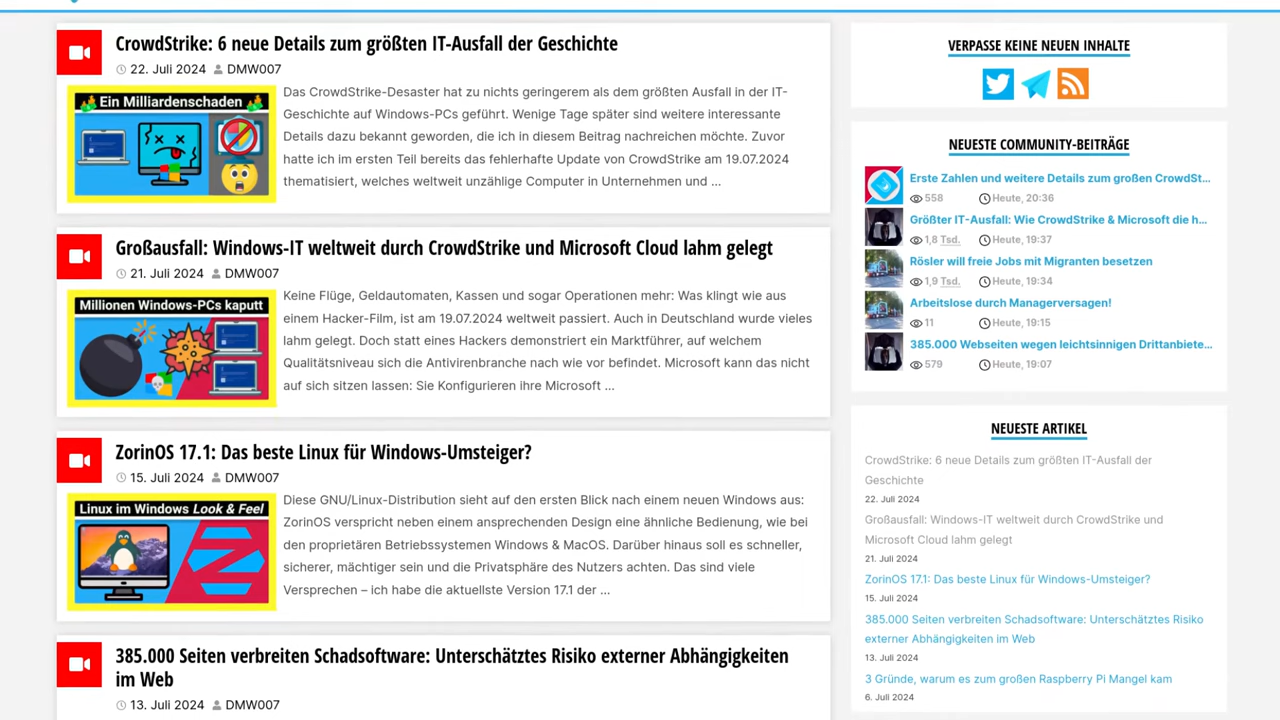 CrowdStrike: 6 neue Details zum größten IT-Ausfall der Geschichte
22. Juli 2024 DMW007
Ein Milliardenschaden
Das CrowdStrike-Desaster hat zu nichts geringerem als dem größten Ausfall in der IT-
Geschichte auf Windows-PCs geführt. Wenige Tage später sind weitere interessante
Details dazu bekannt geworden, die ich in diesem Beitrag nachreichen möchte. Zuvor
hatte ich im ersten Teil bereits das fehlerhafte Update von CrowdStrike am 19.07.2024
thematisiert, welches weltweit unzählige Computer in Unternehmen und ...
Großausfall: Windows-IT weltweit durch CrowdStrike und Microsoft Cloud lahm gelegt
21. Juli 2024 DMW007
Millionen Windows-PCs kaputt
Keine Flüge, Geldautomaten, Kassen und sogar Operationen mehr: Was klingt wie aus
einem Hacker-Film, ist am 19.07.2024 weltweit passiert. Auch in Deutschland wurde vieles
lahm gelegt. Doch statt eines Hackers demonstriert ein Marktführer, auf welchem
Qualitätsniveau sich die Antivirenbranche nach wie vor befindet. Microsoft kann das nicht
auf sich sitzen lassen: Sie Konfigurieren ihre Microsoft ...
ZorinOS 17.1: Das beste Linux für Windows-Umsteiger?
15. Juli 2024 DMW007
Linux im Windows Look & Feel
Diese GNU/Linux-Distribution sieht auf den ersten Blick nach einem neuen Windows aus:
ZorinOS verspricht neben einem ansprechenden Design eine ähnliche Bedienung, wie bei
den proprietären Betriebssystemen Windows & MacOS. Darüber hinaus soll es schneller,
sicherer, mächtiger sein und die Privatsphäre des Nutzers achten. Das sind viele
Versprechen – ich habe die aktuellste Version 17.1 der ...
385.000 Seiten verbreiten Schadsoftware: Unterschätztes Risiko externer Abhängigkeiten
im Web
13. Juli 2024 DMW007
VERPASSE KEINE NEUEN INHALTE
NEUESTE COMMUNITY-BEITRÄGE
Erste Zahlen und weitere Details zum großen CrowdSt...
558 Heute, 20:36
Größter IT-Ausfall: Wie CrowdStrike & Microsoft die h...
1,8 Tsd. Heute, 19:37
Rösler will freie Jobs mit Migranten besetzen
1,9 Tsd. Heute, 19:34
Arbeitslose durch Managerversagen!
11 Heute, 19:15
385.000 Webseiten wegen leichtsinnigen Drittanbiete...
579 Heute, 19:07
NEUESTE ARTIKEL
CrowdStrike: 6 neue Details zum größten IT-Ausfall der
Geschichte
22. Juli 2024
Großausfall: Windows-IT weltweit durch CrowdStrike und
Microsoft Cloud lahm gelegt
21. Juli 2024
ZorinOS 17.1: Das beste Linux für Windows-Umsteiger?
15. Juli 2024
385.000 Seiten verbreiten Schadsoftware: Unterschätztes Risiko
externer Abhängigkeiten im Web
13. Juli 2024
3 Gründe, warum es zum großen Raspberry Pi Mangel kam
6. Juli 2024